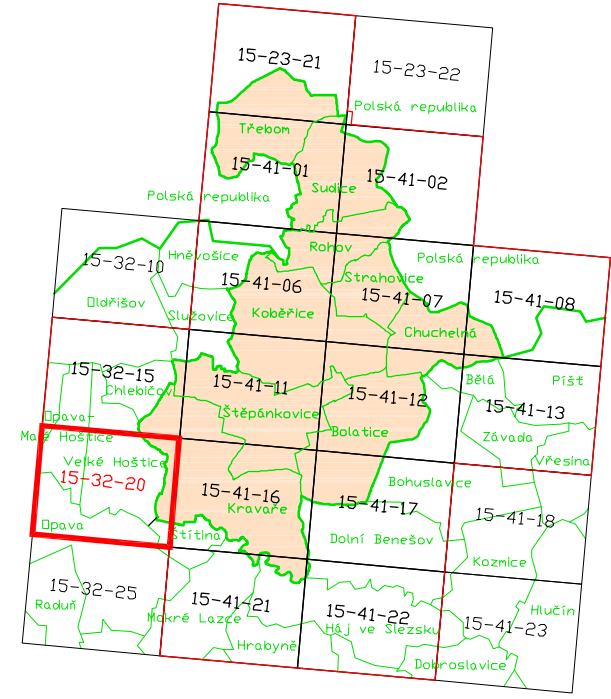 15-23-21
15-23-22
Polská republika
Třebom
15-41-01
15-41-02
Sudice
Polská republika
Rohov
Hněvošice
Polská republika
15-32-10
15-41-06
Strahovice
15-41-07
15-41-08
Oldřišov
Služovice
Kobeřice
Chuchelná
15-32-15
Chlebičov
15-41-11
15-41-12
Bělá
Píšť
Opava-
Malé Hoštice
Štěpánkovice
Bolatice
15-41-13
Závada
Velké Hoštice
Vřesina
15-32-20
15-41-16
Kravaře
Bohuslavice
15-41-17
15-41-18
Opava
Štítina
Dolní Benešov
Kozmice
15-32-25
Raduň
15-41-21
Mokré Lazce
15-41-22
Háj ve Slezsku
Hlučín
15-41-23
Hrabyně
Dobroslavice